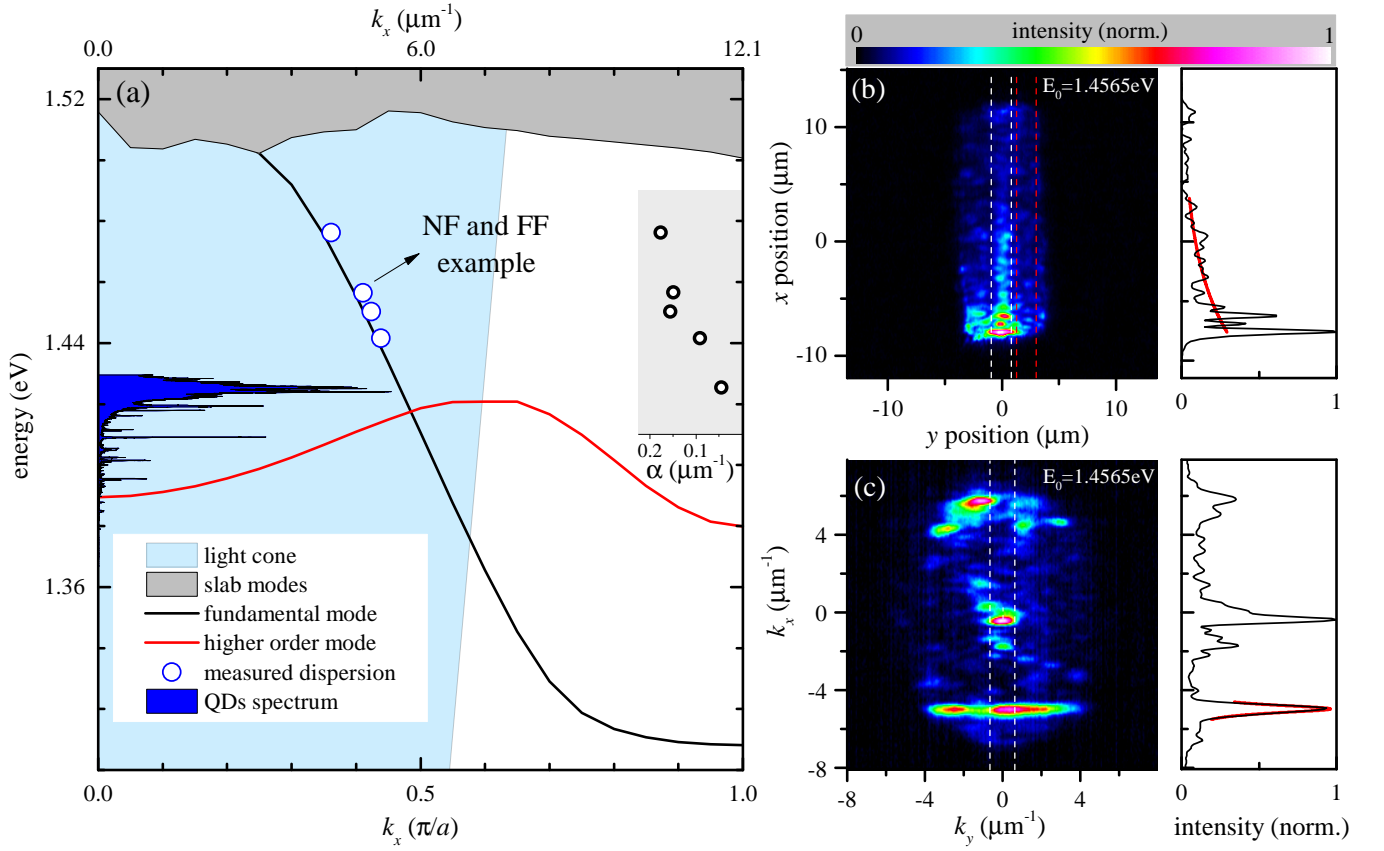 k_x (μm⁻¹)
0.0 6.0 12.1
(a)
1.52
1.44
1.36
energy (eV)
NF and FF
example
0.2 0.1
α (μm⁻¹)
light cone
slab modes
fundamental mode
higher order mode
measured dispersion
QDs spectrum
0.0 0.5 1.0
k_x (π/a)
0 intensity (norm.) 1
(b)
E₀=1.4565eV
10
0
-10
x position (μm)
-10 0 10
y position (μm)
0 1
(c)
E₀=1.4565eV
4
0
-4
-8
k_x (μm⁻¹)
-8 -4 0 4
k_y (μm⁻¹)
0 1
intensity (norm.)